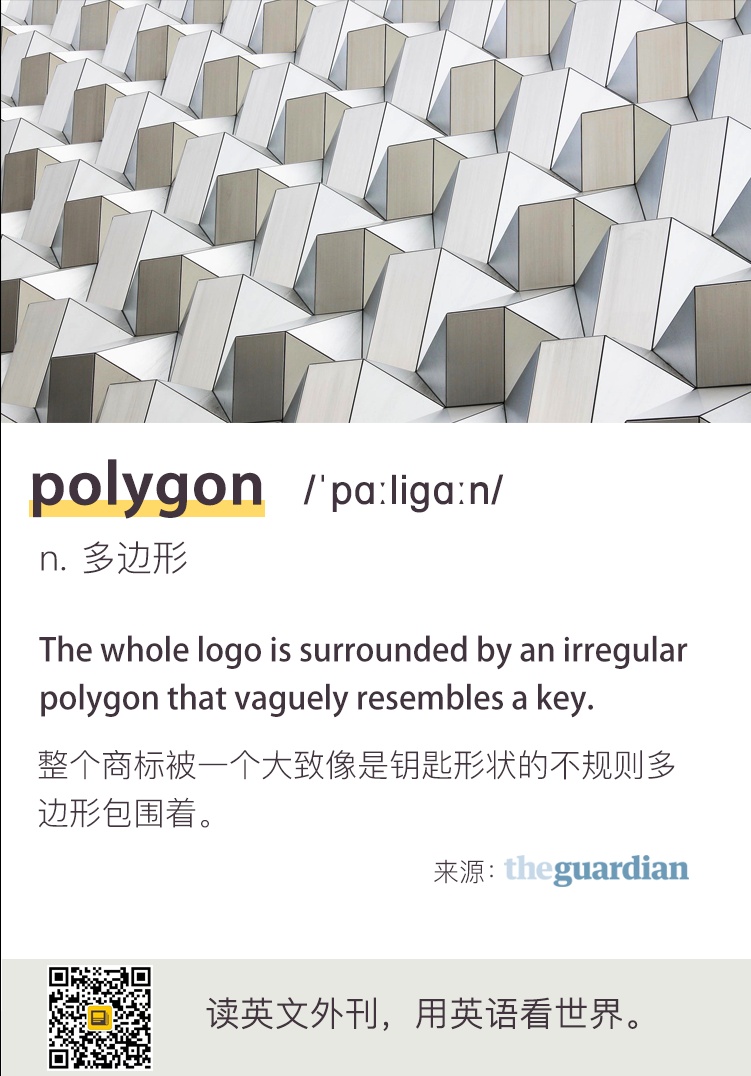 polygon /ˈpɑːligɑːn/
n. 多边形
The whole logo is surrounded by an irregular
polygon that vaguely resembles a key.
整个商标被一个大致像是钥匙形状的不规则多
边形包围着。
来源：theguardian
读英文外刊，用英语看世界。